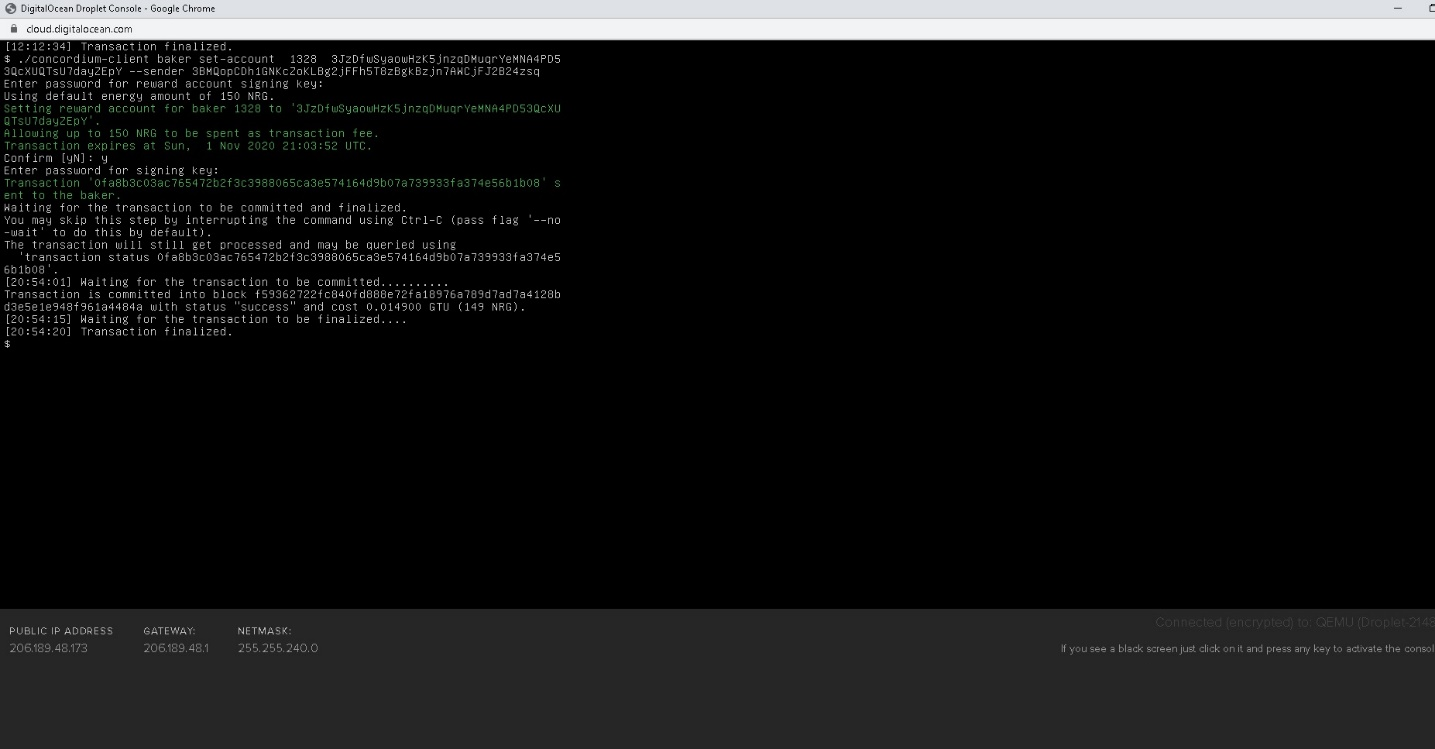 DigitalOcean Droplet Console - Google Chrome
cloud.digitalocean.com
[12:12:34] Transaction finalized.
$ ./concordium-client baker set-account  1328  3JzDfwSyaowHzK5jnzqDMuqrYeMNA4PD5
3QcXUQTsU7dayZEpY --sender 3BMQopCDh1GNKcZoKLBg2jFFh5T8zBgkBzjn7AWCjFJ2B24zsq
Enter password for reward account signing key:
Using default energy amount of 150 NRG.
Setting reward account for baker 1328 to '3JzDfwSyaowHzK5jnzqDMuqrYeMNA4PD53QcXU
QTsU7dayZEpY'.
Allowing up to 150 NRG to be spent as transaction fee.
Transaction expires at Sun,  1 Nov 2020 21:03:52 UTC.
Confirm [yN]: y
Enter password for signing key:
Transaction '0fa8b3c03ac765472b2f3c3988065ca3e574164d9b07a739933fa374e56b1b08' s
ent to the baker.
Waiting for the transaction to be committed and finalized.
You may skip this step by interrupting the command using Ctrl-C (pass flag '--no
-wait' to do this by default).
The transaction will still get processed and may be queried using
  'transaction status 0fa8b3c03ac765472b2f3c3988065ca3e574164d9b07a739933fa374e5
6b1b08'.
[20:54:01] Waiting for the transaction to be committed..........
Transaction is committed into block f59362722fc840fd888e72fa18976a789d7ad7a4128b
d3e5e1e948f961a4484a with status "success" and cost 0.014900 GTU (149 NRG).
[20:54:15] Waiting for the transaction to be finalized....
[20:54:20] Transaction finalized.
$
Connected (encrypted) to: QEMU (Droplet-2148
PUBLIC IP ADDRESS GATEWAY: NETMASK:
206.189.48.173 206.189.48.1 255.255.240.0
If you see a black screen just click on it and press any key to activate the consol